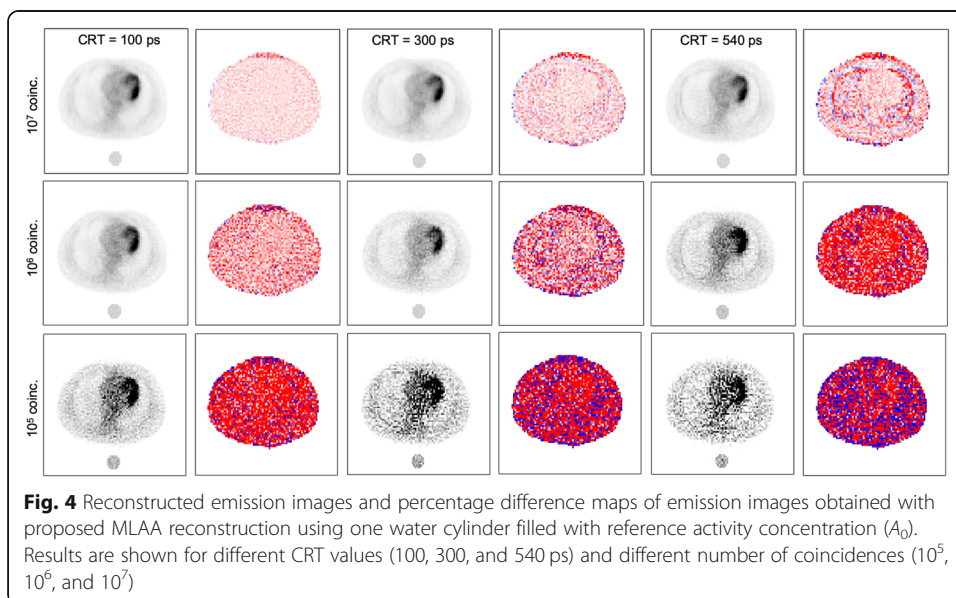 CRT = 100 ps
CRT = 300 ps
CRT = 540 ps
10⁷ coinc.
10⁶ coinc.
10⁵ coinc.
Fig. 4 Reconstructed emission images and percentage difference maps of emission images obtained with
proposed MLAA reconstruction using one water cylinder filled with reference activity concentration (A₀).
Results are shown for different CRT values (100, 300, and 540 ps) and different number of coincidences (10⁵,
10⁶, and 10⁷)